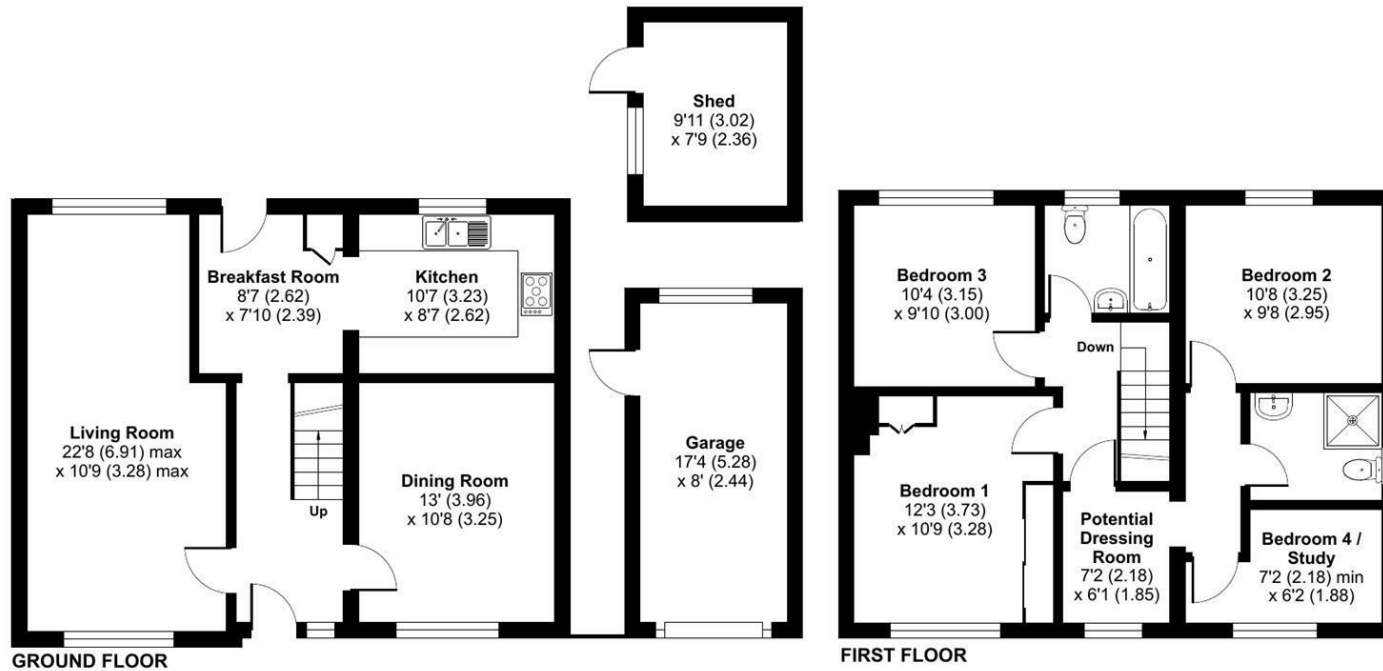 Shed
9'11 (3.02)
x 7'9 (2.36)
Breakfast Room
8'7 (2.62)
x 7'10 (2.39)
Kitchen
10'7 (3.23)
x 8'7 (2.62)
Living Room
22'8 (6.91) max
x 10'9 (3.28) max
Up
Dining Room
13' (3.96)
x 10'8 (3.25)
Garage
17'4 (5.28)
x 8' (2.44)
GROUND FLOOR
Bedroom 3
10'4 (3.15)
x 9'10 (3.00)
Bedroom 2
10'8 (3.25)
x 9'8 (2.95)
Down
Bedroom 1
12'3 (3.73)
x 10'9 (3.28)
Potential
Dressing
Room
7'2 (2.18)
x 6'1 (1.85)
Bedroom 4 /
Study
7'2 (2.18) min
x 6'2 (1.88)
FIRST FLOOR